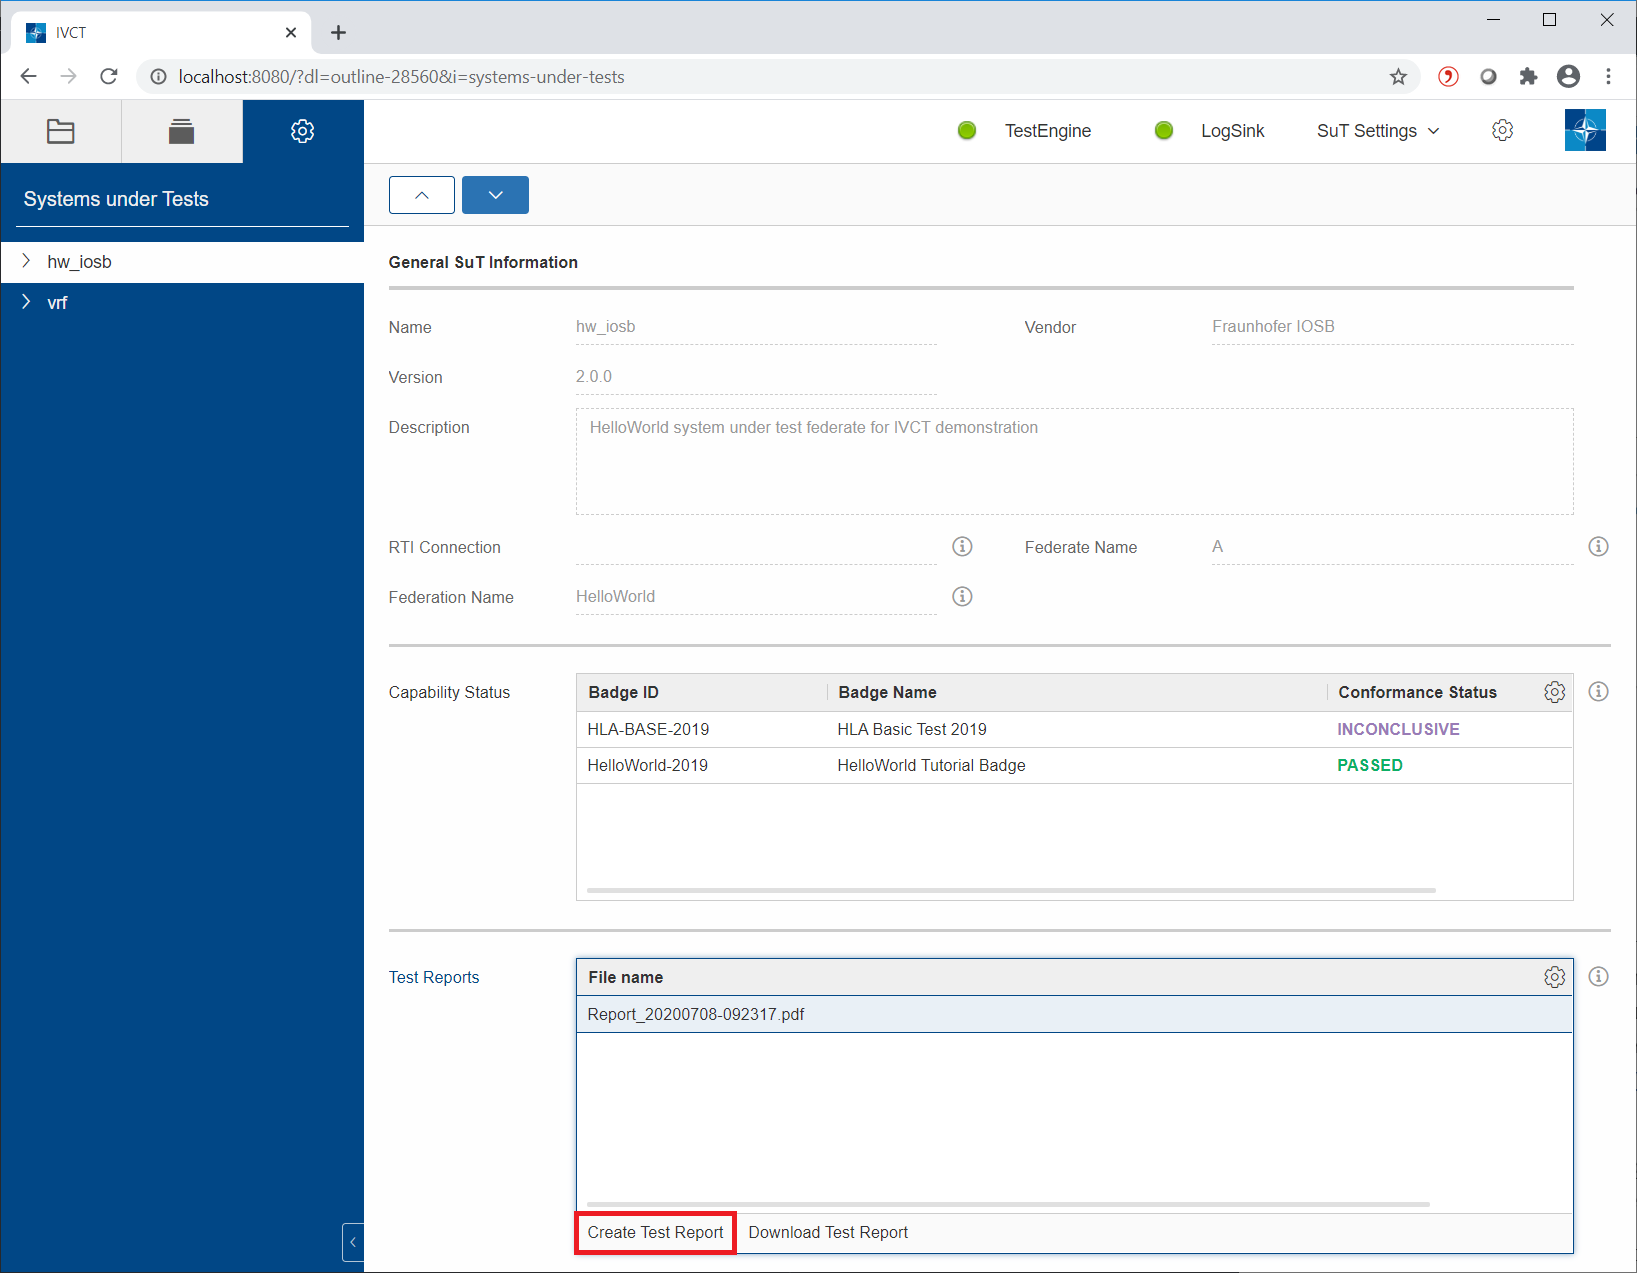 IVCT
localhost:8080/?dl=outline-28560&i=systems-under-tests
TestEngine
LogSink
SuT Settings
Systems under Tests
hw_iosb
vrf
General SuT Information
Name
hw_iosb
Vendor
Fraunhofer IOSB
Version
2.0.0
Description
HelloWorld system under test federate for IVCT demonstration
RTI Connection
Federate Name
A
Federation Name
HelloWorld
Capability Status
Badge ID
Badge Name
Conformance Status
HLA-BASE-2019
HLA Basic Test 2019
INCONCLUSIVE
HelloWorld-2019
HelloWorld Tutorial Badge
PASSED
Test Reports
File name
Report_20200708-092317.pdf
Create Test Report
Download Test Report